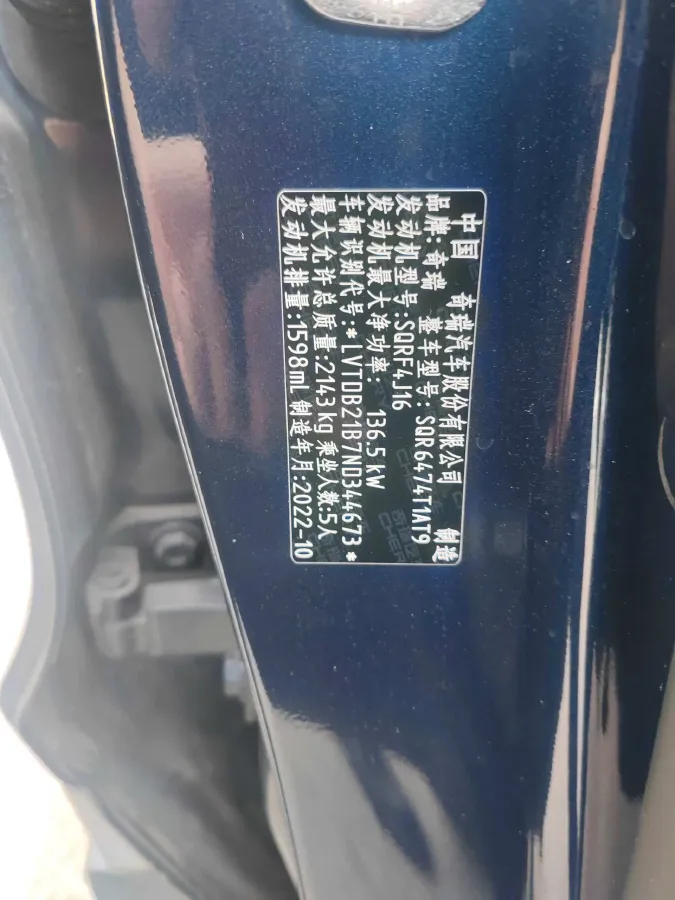 中国 奇瑞汽车股份有限公司 制造
品牌:奇瑞 整车型号:SQR6474T1AT9
发动机型号:SQRF4J16
发动机最大净功率: 136.5 kW
车辆识别代号:*LVTDB21B7ND344673*
最大允许总质量:2143kg 乘坐人数:5人
发动机排量:1598mL 制造年月:2022-10